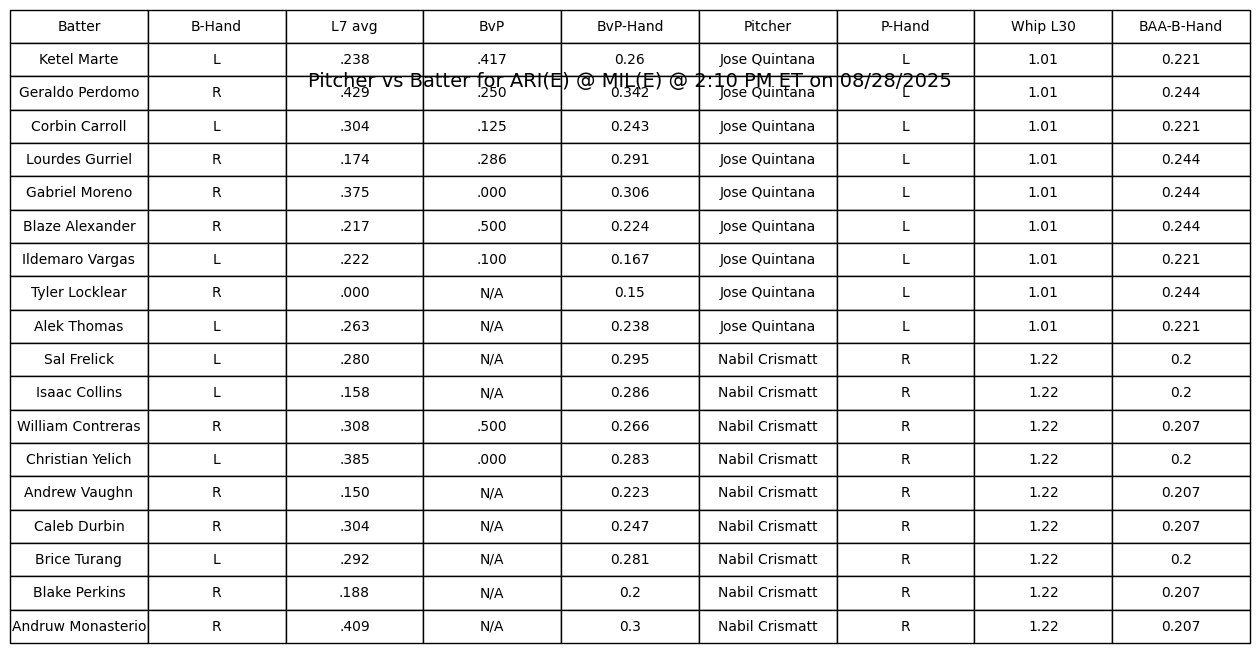 Batter B-Hand L7 avg BvP BvP-Hand Pitcher P-Hand Whip L30 BAA-B-Hand
Ketel Marte L .238 .417 0.26 Jose Quintana L 1.01 0.221
Pitcher vs Batter for ARI(E) @ MIL(E) @ 2:10 PM ET on 08/28/2025
Geraldo Perdomo R .429 .250 0.342 Jose Quintana L 1.01 0.244
Corbin Carroll L .304 .125 0.243 Jose Quintana L 1.01 0.221
Lourdes Gurriel R .174 .286 0.291 Jose Quintana L 1.01 0.244
Gabriel Moreno R .375 .000 0.306 Jose Quintana L 1.01 0.244
Blaze Alexander R .217 .500 0.224 Jose Quintana L 1.01 0.244
Ildemaro Vargas L .222 .100 0.167 Jose Quintana L 1.01 0.221
Tyler Locklear R .000 N/A 0.15 Jose Quintana L 1.01 0.244
Alek Thomas L .263 N/A 0.238 Jose Quintana L 1.01 0.221
Sal Frelick L .280 N/A 0.295 Nabil Crismatt R 1.22 0.2
Isaac Collins L .158 N/A 0.286 Nabil Crismatt R 1.22 0.2
William Contreras R .308 .500 0.266 Nabil Crismatt R 1.22 0.207
Christian Yelich L .385 .000 0.283 Nabil Crismatt R 1.22 0.2
Andrew Vaughn R .150 N/A 0.223 Nabil Crismatt R 1.22 0.207
Caleb Durbin R .304 N/A 0.247 Nabil Crismatt R 1.22 0.207
Brice Turang L .292 N/A 0.281 Nabil Crismatt R 1.22 0.2
Blake Perkins R .188 N/A 0.2 Nabil Crismatt R 1.22 0.207
Andruw Monasterio R .409 N/A 0.3 Nabil Crismatt R 1.22 0.207